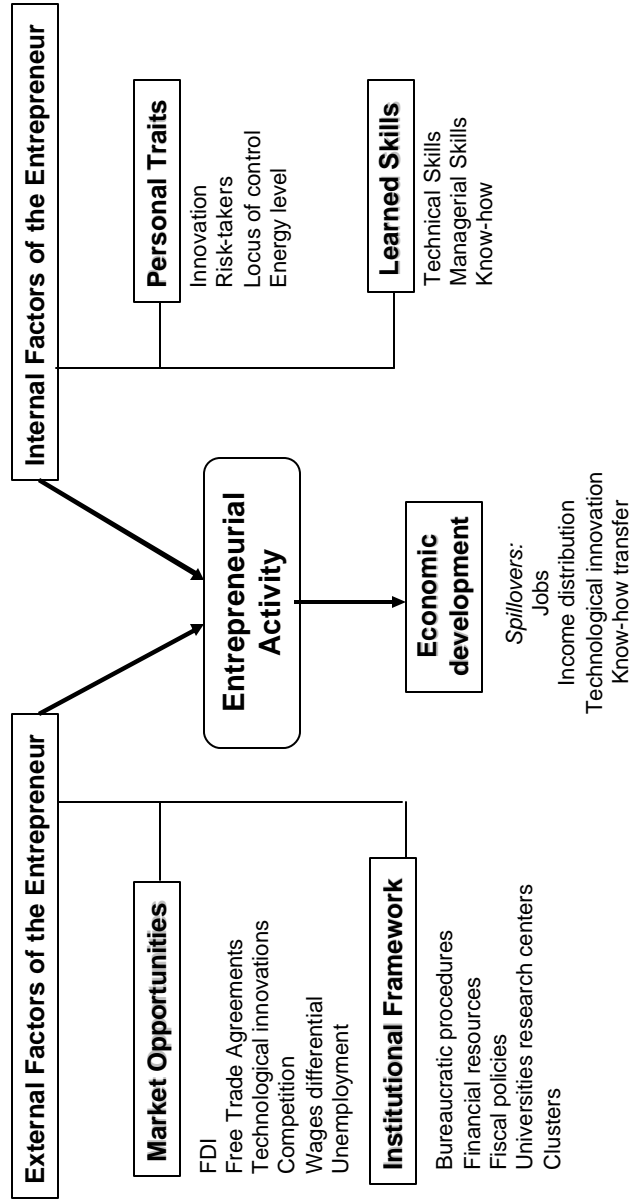 External Factors of the Entrepreneur
Market Opportunities
FDI
Free Trade Agreements
Technological innovations
Competition
Wages differential
Unemployment
Institutional Framework
Bureaucratic procedures
Financial resources
Fiscal policies
Universities research centers
Clusters
Entrepreneurial
Activity
Economic
development
Spillovers:
Jobs
Income distribution
Technological innovation
Know-how transfer
Internal Factors of the Entrepreneur
Personal Traits
Innovation
Risk-takers
Locus of control
Energy level
Learned Skills
Technical Skills
Managerial Skills
Know-how